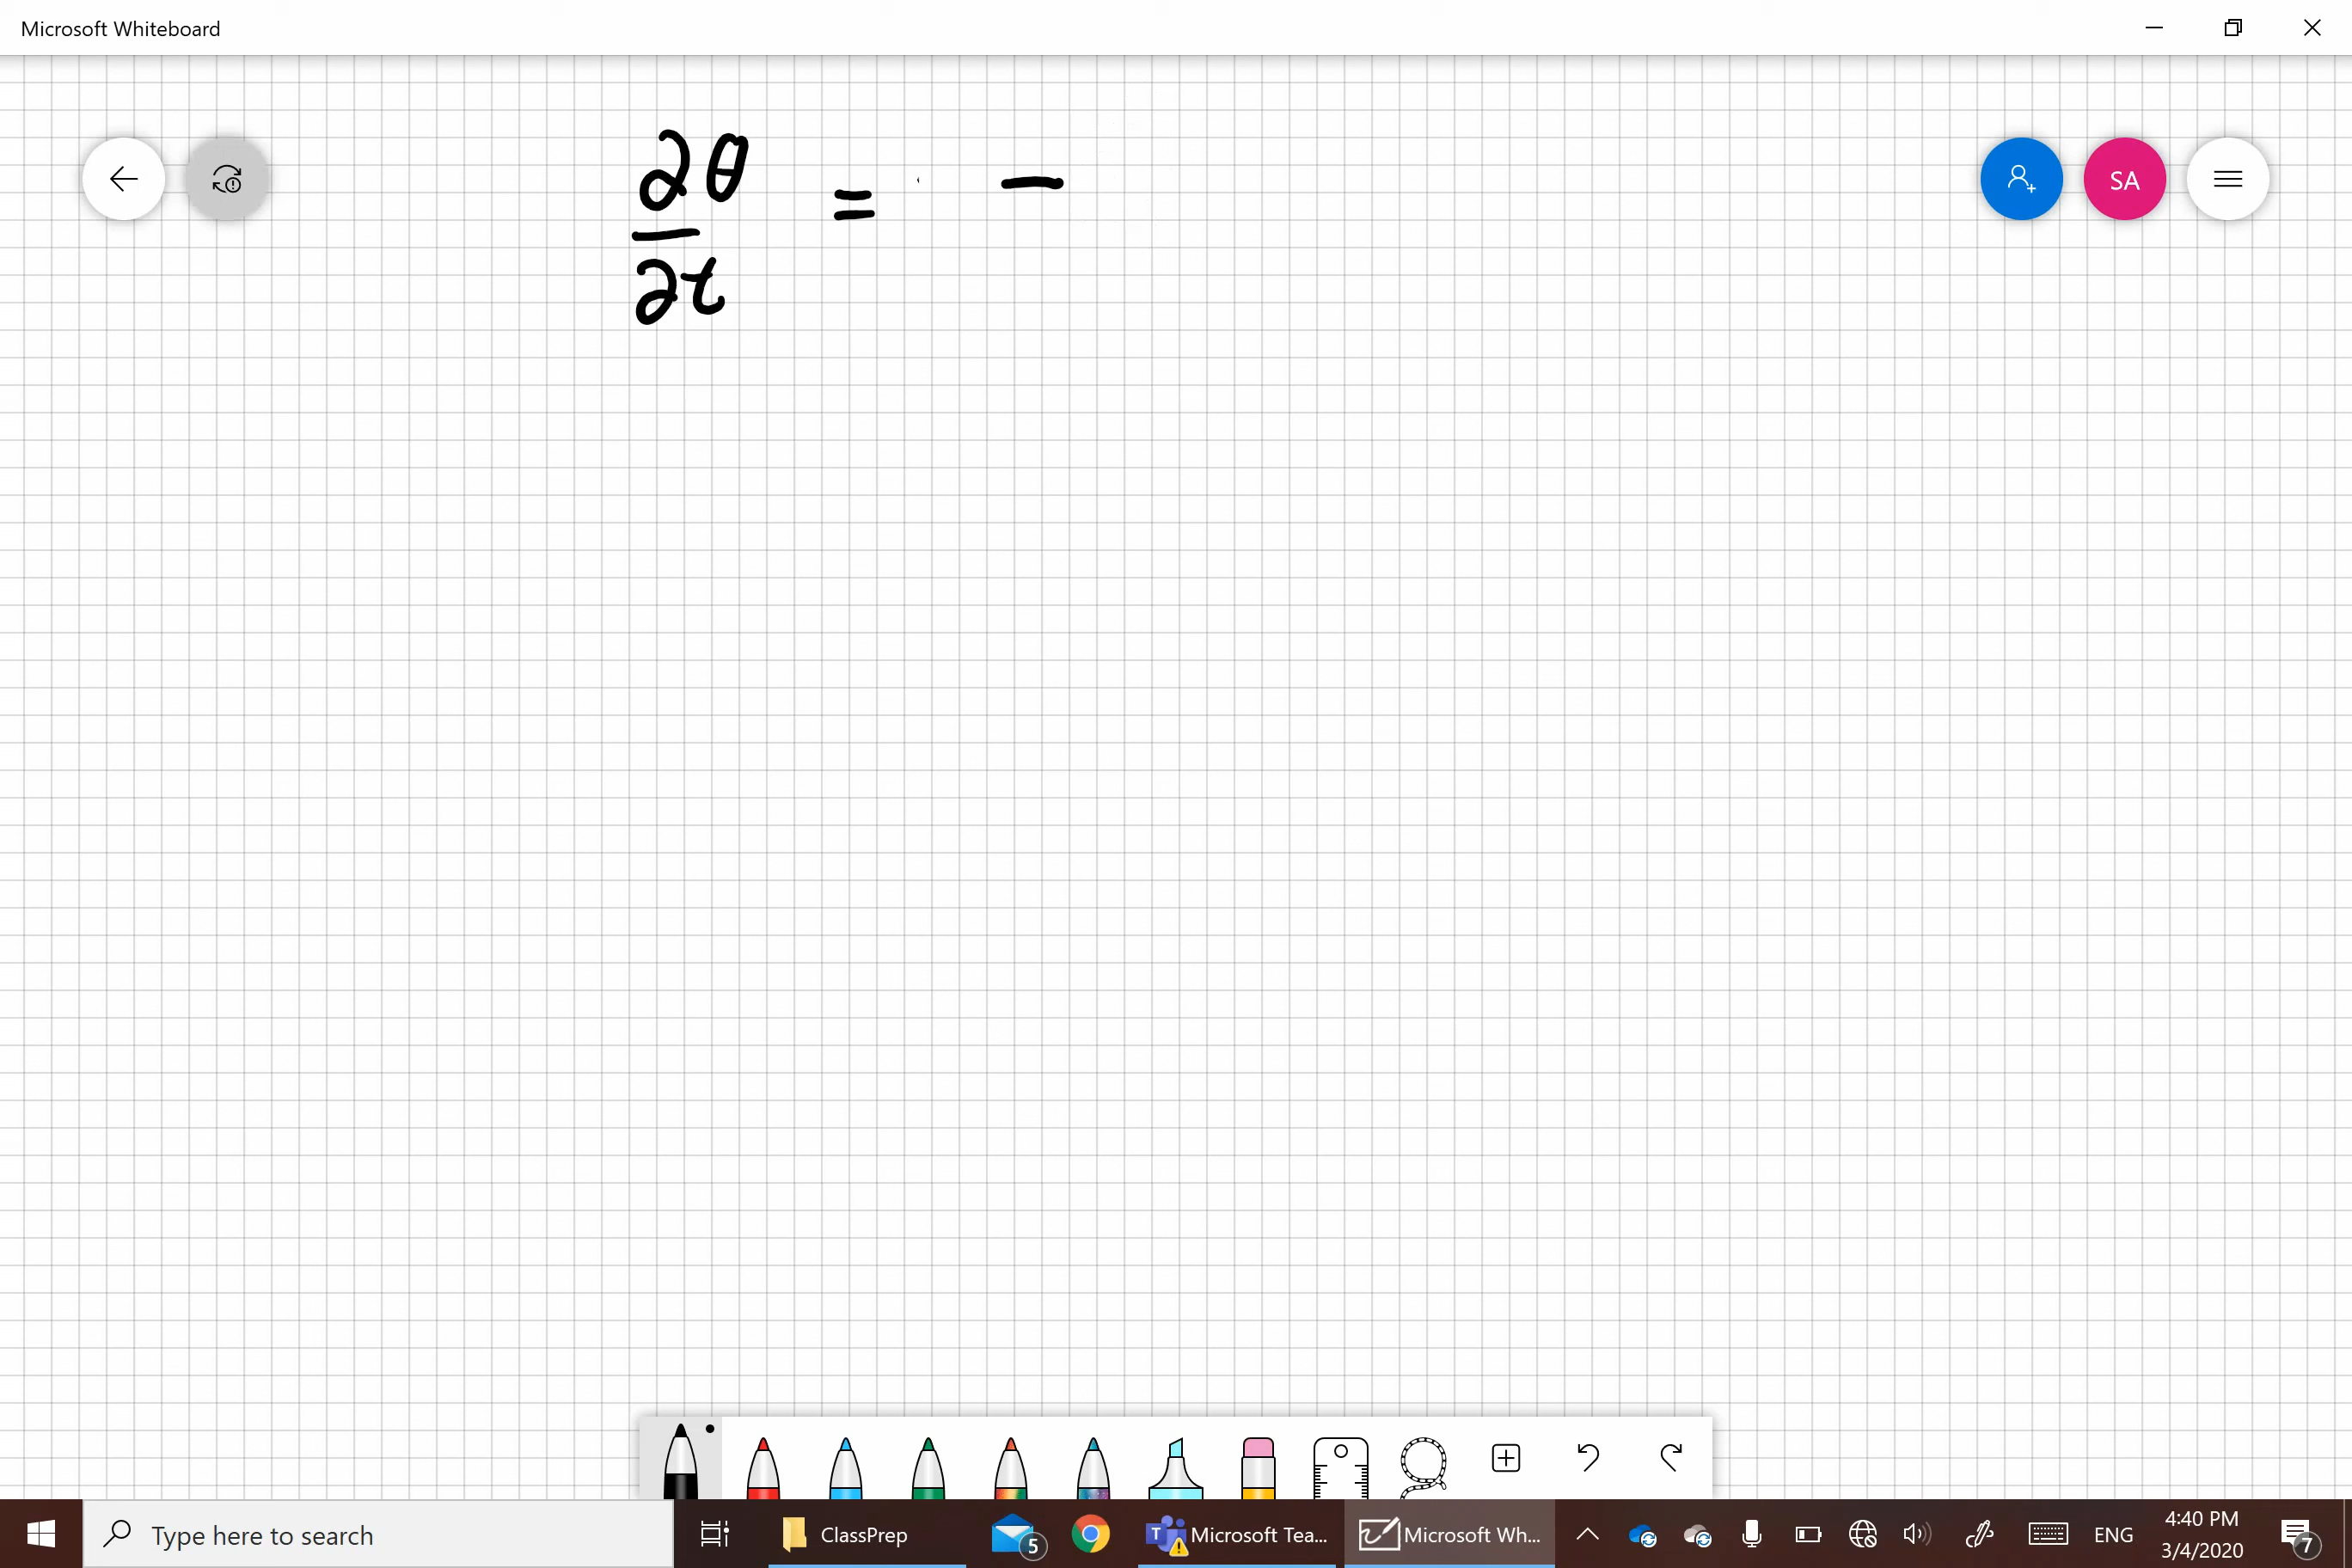 Microsoft Whiteboard
∂θ
= −
∂t
SA
Type here to search
ClassPrep
5
Microsoft Tea...
Microsoft Wh...
ENG
4:40 PM
3/4/2020
7